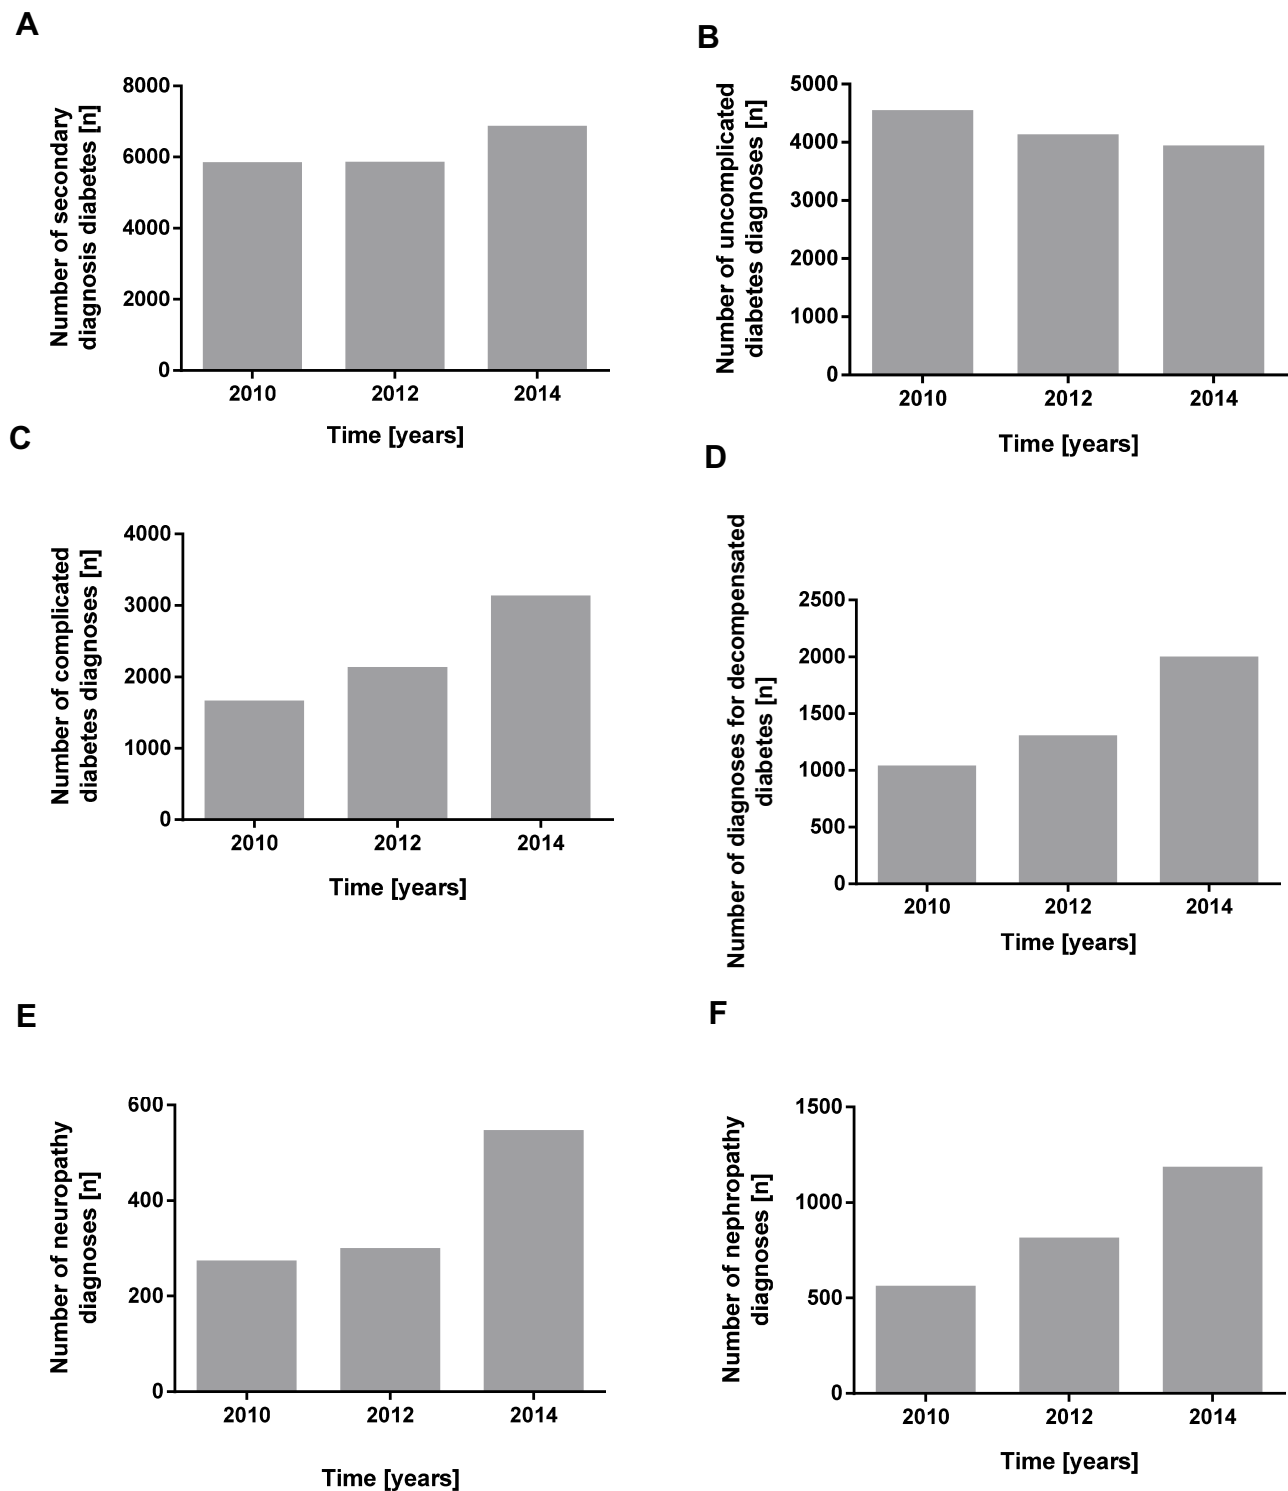 A
Number of secondary
diagnosis diabetes [n]
8000
6000
4000
2000
0
2010 2012 2014
Time [years]
B
Number of uncomplicated
diabetes diagnoses [n]
5000
4000
3000
2000
1000
0
2010 2012 2014
Time [years]
C
Number of complicated
diabetes diagnoses [n]
4000
3000
2000
1000
0
2010 2012 2014
Time [years]
D
Number of diagnoses for decompensated
diabetes [n]
2500
2000
1500
1000
500
0
2010 2012 2014
Time [years]
E
Number of neuropathy
diagnoses [n]
600
400
200
0
2010 2012 2014
Time [years]
F
Number of nephropathy
diagnoses [n]
1500
1000
500
0
2010 2012 2014
Time [years]